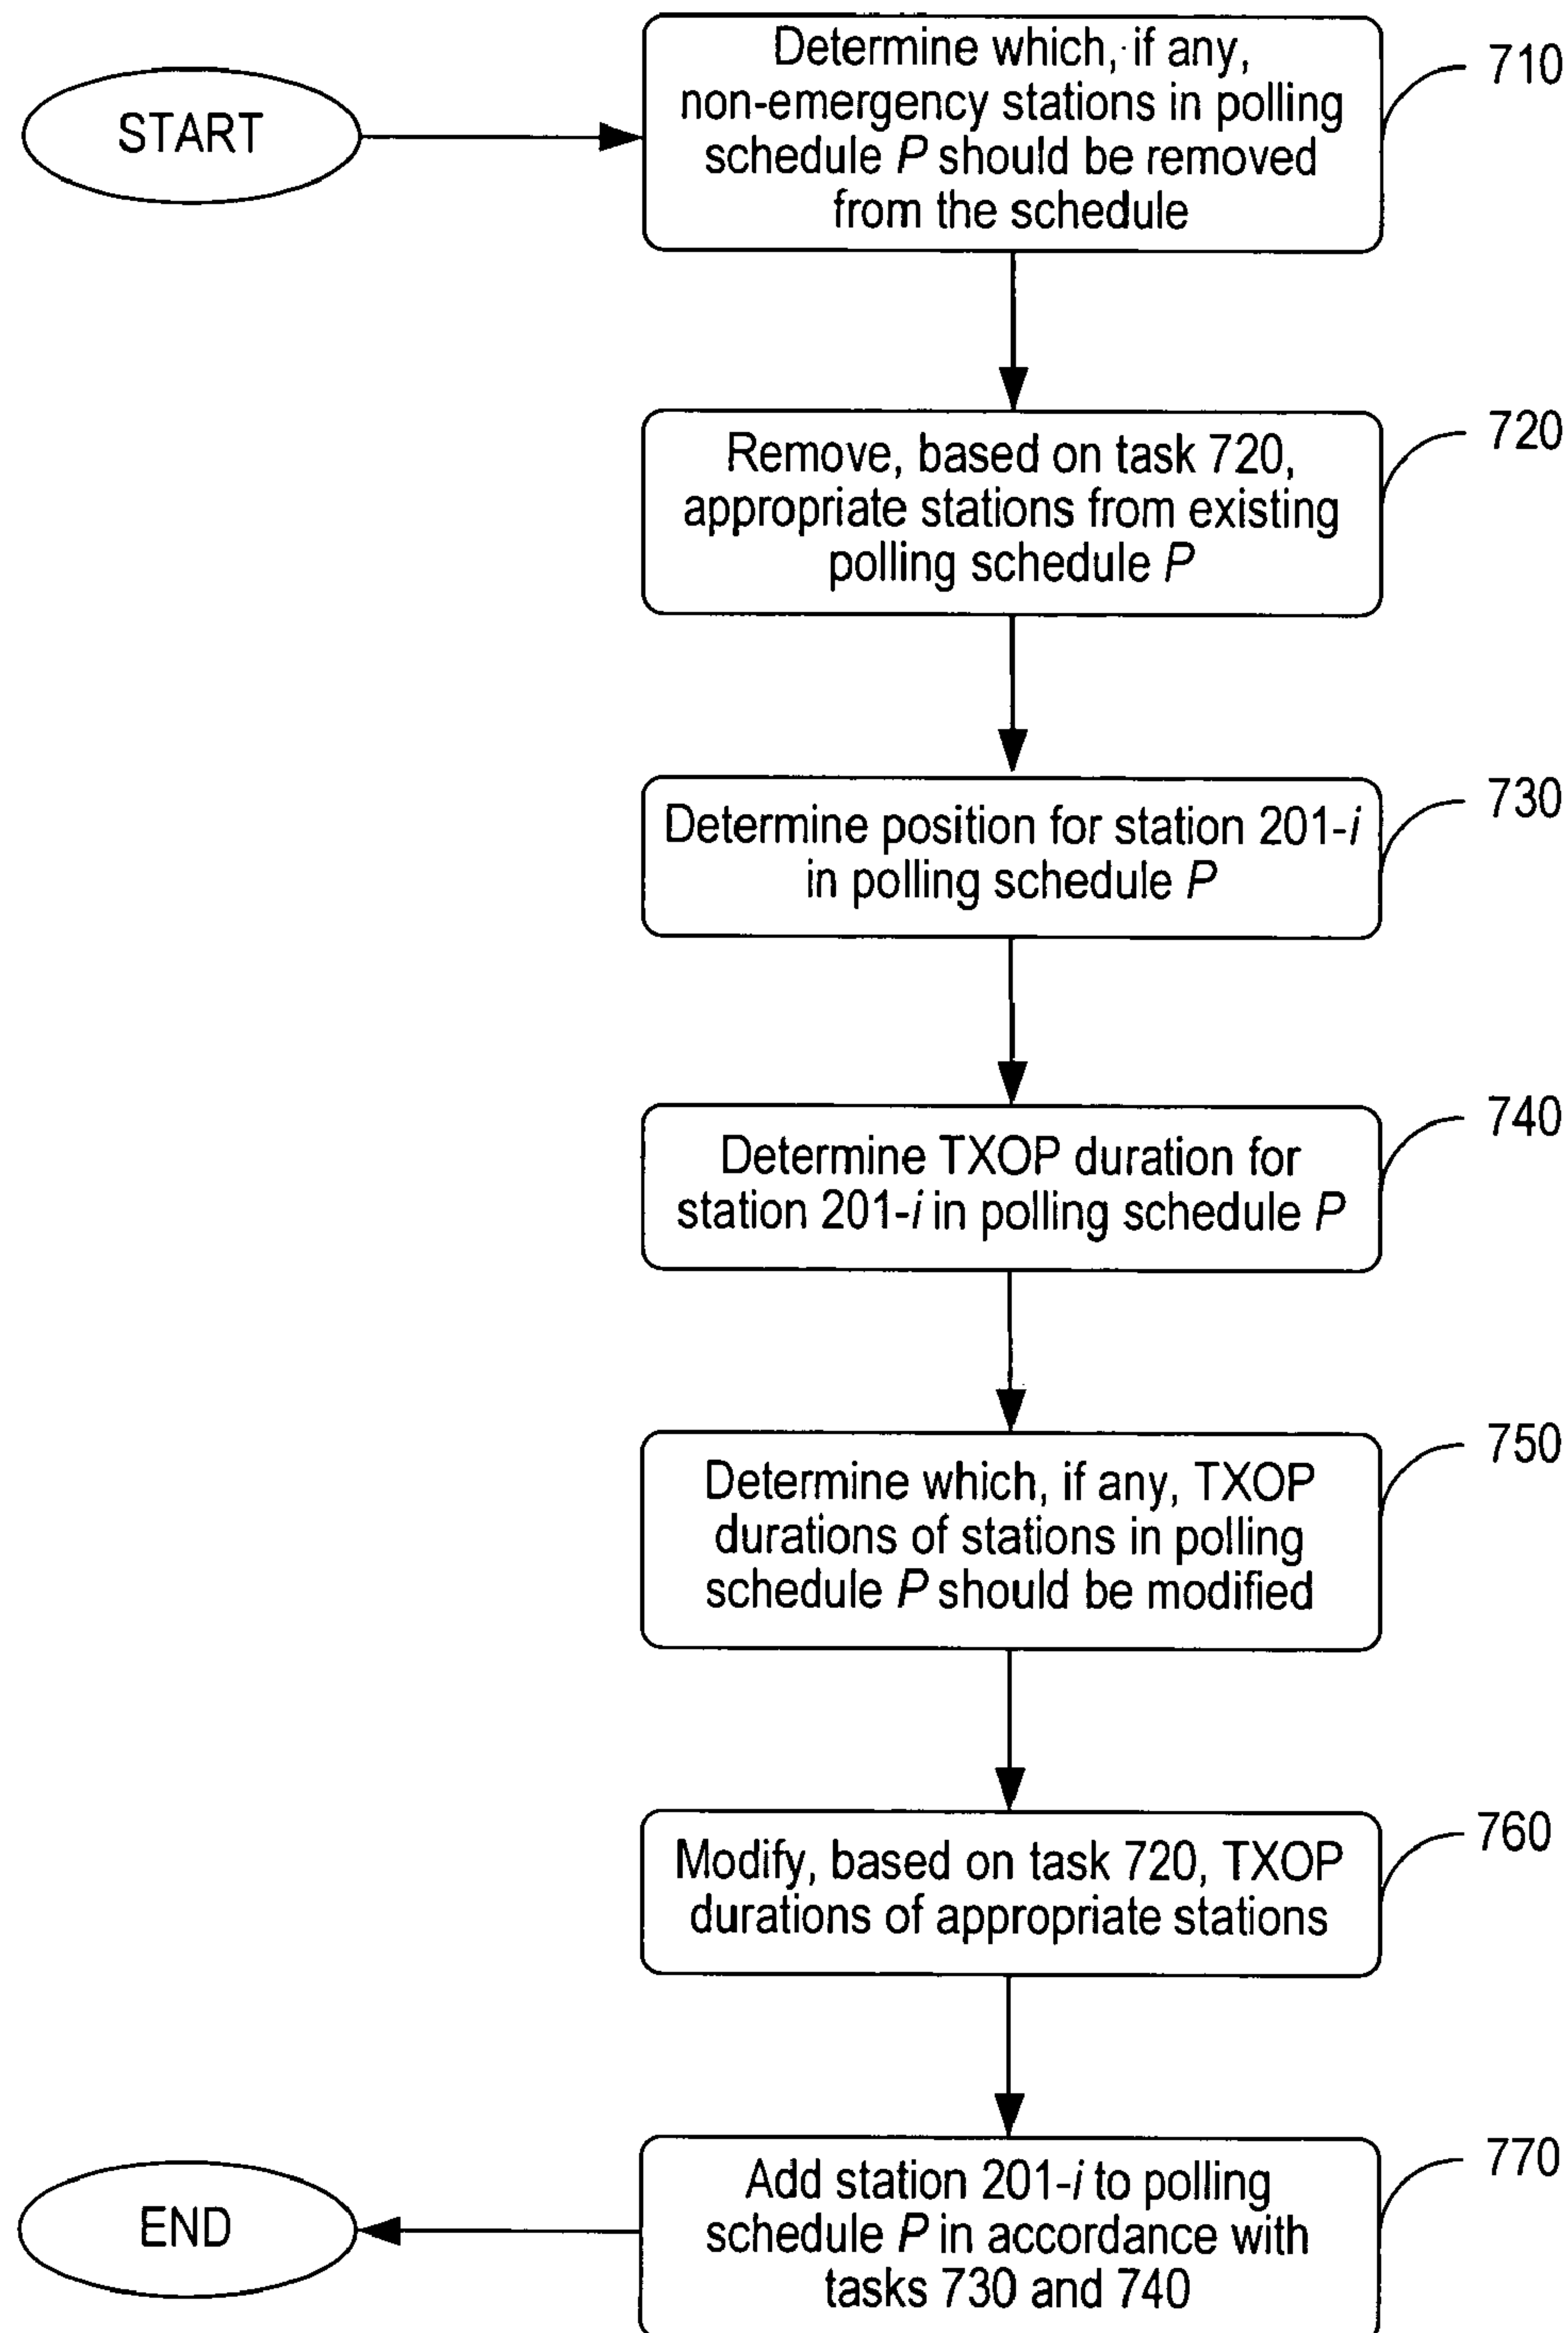 START
Determine which, if any,
non-emergency stations in polling
schedule P should be removed
from the schedule
710
Remove, based on task 720,
appropriate stations from existing
polling schedule P
720
Determine position for station 201-i
in polling schedule P
730
Determine TXOP duration for
station 201-i in polling schedule P
740
Determine which, if any, TXOP
durations of stations in polling
schedule P should be modified
750
Modify, based on task 720, TXOP
durations of appropriate stations
760
Add station 201-i to polling
schedule P in accordance with
tasks 730 and 740
770
END